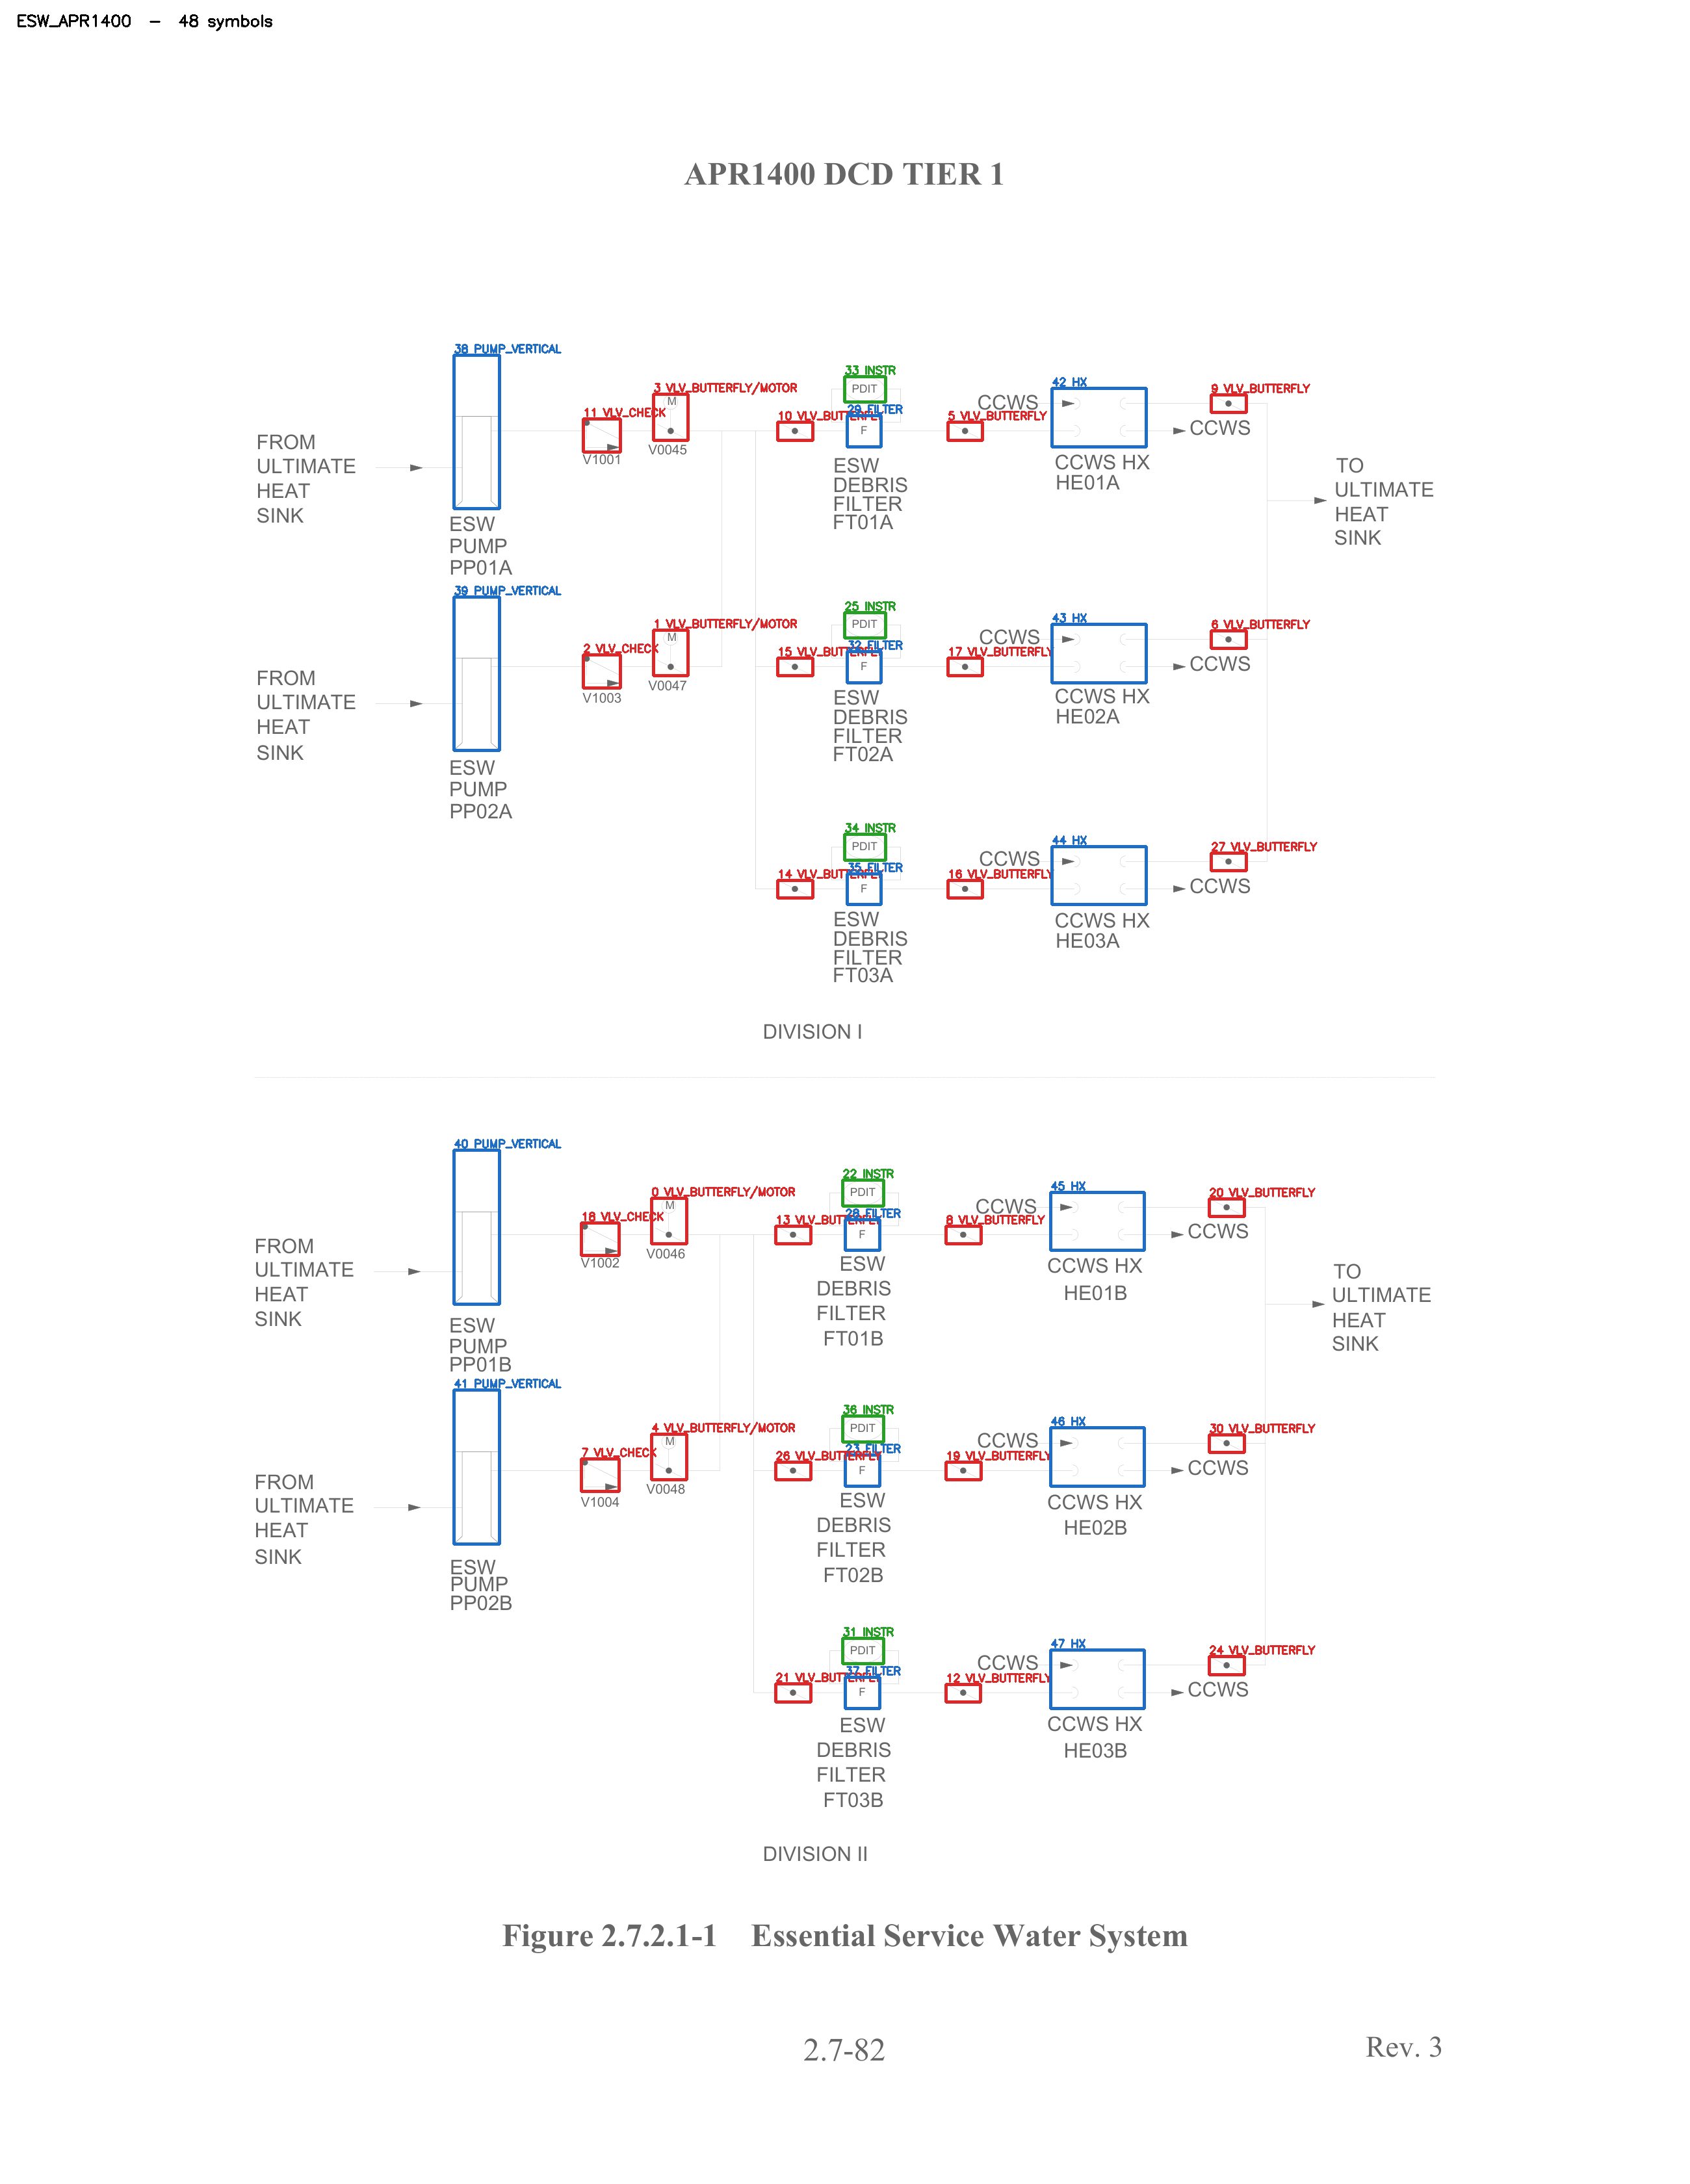 ESW_APR1400 – 48 symbols
APR1400 DCD TIER 1
38 PUMP_VERTICAL
11 VLV_CHECK
3 VLV_BUTTERFLY/MOTOR
M
V1001
V0045
33 INSTR
PDIT
10 VLV_BUTTERFLY
29 FILTER
F
5 VLV_BUTTERFLY
42 HX
9 VLV_BUTTERFLY
CCWS
CCWS
FROM
ULTIMATE
HEAT
SINK
ESW
PUMP
PP01A
ESW
DEBRIS
FILTER
FT01A
CCWS HX
HE01A
TO
ULTIMATE
HEAT
SINK
39 PUMP_VERTICAL
2 VLV_CHECK
1 VLV_BUTTERFLY/MOTOR
M
V1003
V0047
25 INSTR
PDIT
15 VLV_BUTTERFLY
32 FILTER
F
17 VLV_BUTTERFLY
43 HX
6 VLV_BUTTERFLY
CCWS
CCWS
FROM
ULTIMATE
HEAT
SINK
ESW
PUMP
PP02A
ESW
DEBRIS
FILTER
FT02A
CCWS HX
HE02A
34 INSTR
PDIT
14 VLV_BUTTERFLY
35 FILTER
F
16 VLV_BUTTERFLY
44 HX
27 VLV_BUTTERFLY
CCWS
CCWS
ESW
DEBRIS
FILTER
FT03A
CCWS HX
HE03A
DIVISION I
40 PUMP_VERTICAL
18 VLV_CHECK
0 VLV_BUTTERFLY/MOTOR
M
V1002
V0046
22 INSTR
PDIT
13 VLV_BUTTERFLY
28 FILTER
F
8 VLV_BUTTERFLY
45 HX
20 VLV_BUTTERFLY
CCWS
CCWS
FROM
ULTIMATE
HEAT
SINK
ESW
PUMP
PP01B
ESW
DEBRIS
FILTER
FT01B
CCWS HX
HE01B
TO
ULTIMATE
HEAT
SINK
41 PUMP_VERTICAL
7 VLV_CHECK
4 VLV_BUTTERFLY/MOTOR
M
V1004
V0048
36 INSTR
PDIT
26 VLV_BUTTERFLY
23 FILTER
F
19 VLV_BUTTERFLY
46 HX
30 VLV_BUTTERFLY
CCWS
CCWS
FROM
ULTIMATE
HEAT
SINK
ESW
PUMP
PP02B
ESW
DEBRIS
FILTER
FT02B
CCWS HX
HE02B
31 INSTR
PDIT
21 VLV_BUTTERFLY
37 FILTER
F
12 VLV_BUTTERFLY
47 HX
24 VLV_BUTTERFLY
CCWS
CCWS
ESW
DEBRIS
FILTER
FT03B
CCWS HX
HE03B
DIVISION II
Figure 2.7.2.1-1 Essential Service Water System
2.7-82
Rev. 3